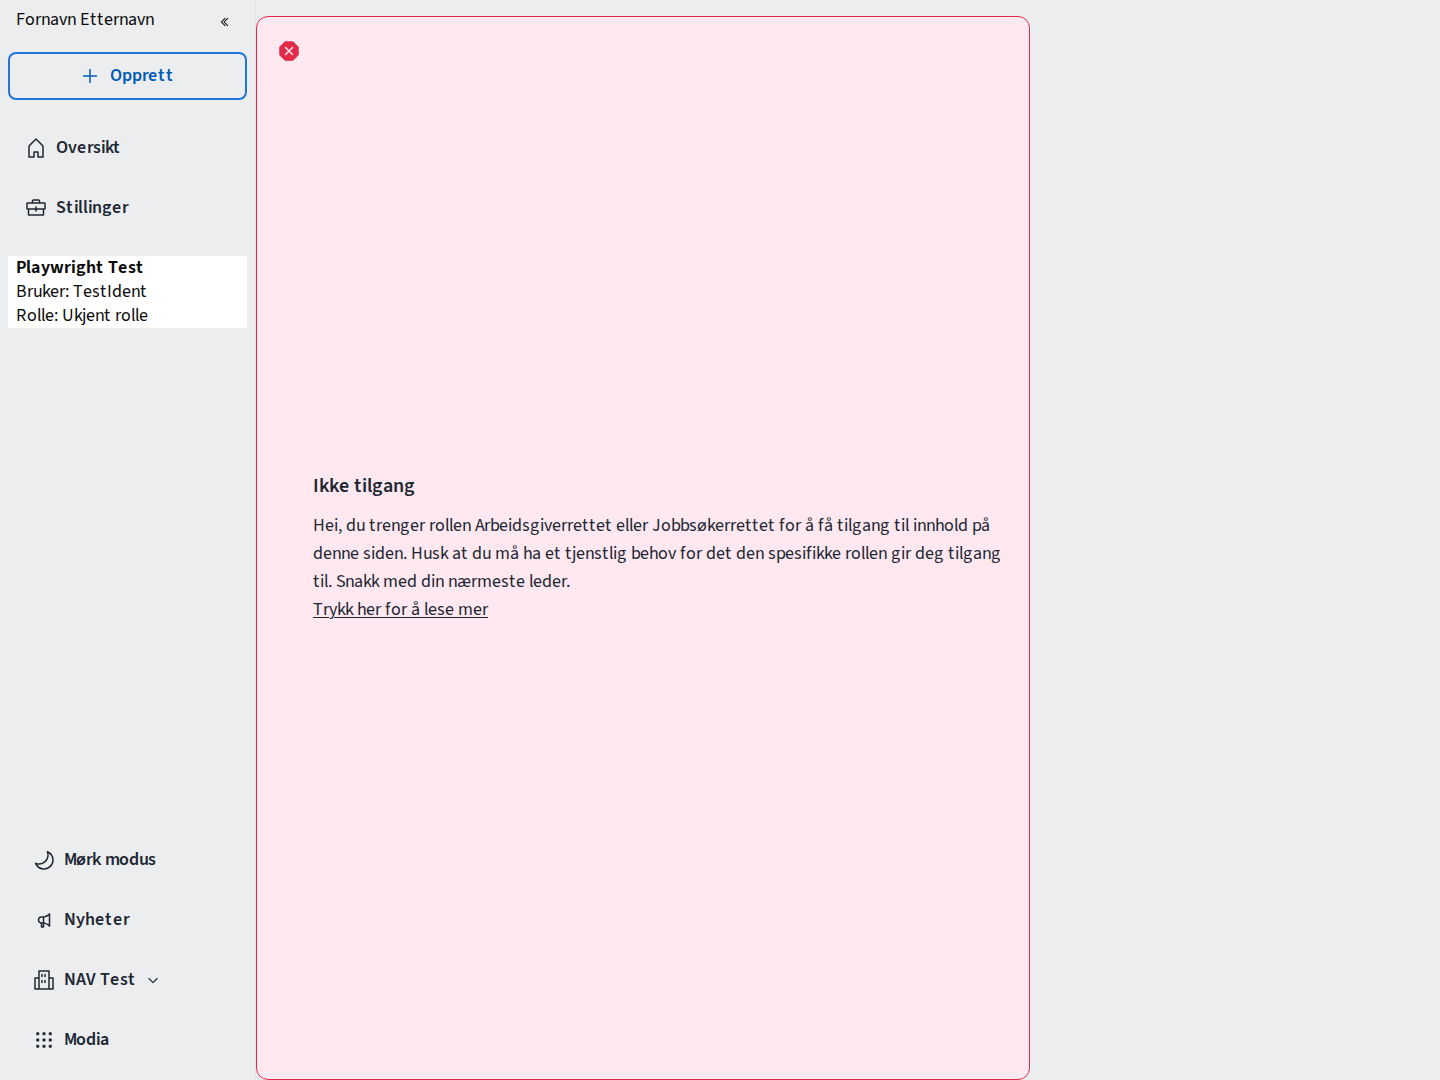 Fornavn Etternavn
Opprett
Oversikt
Stillinger
Playwright Test
Bruker: TestIdent
Rolle: Ukjent rolle
Ikke tilgang
Hei, du trenger rollen Arbeidsgiverrettet eller Jobbsøkerrettet for å få tilgang til innhold på
denne siden. Husk at du må ha et tjenstlig behov for det den spesifikke rollen gir deg tilgang
til. Snakk med din nærmeste leder.
Trykk her for å lese mer
Mørk modus
Nyheter
NAV Test
Modia